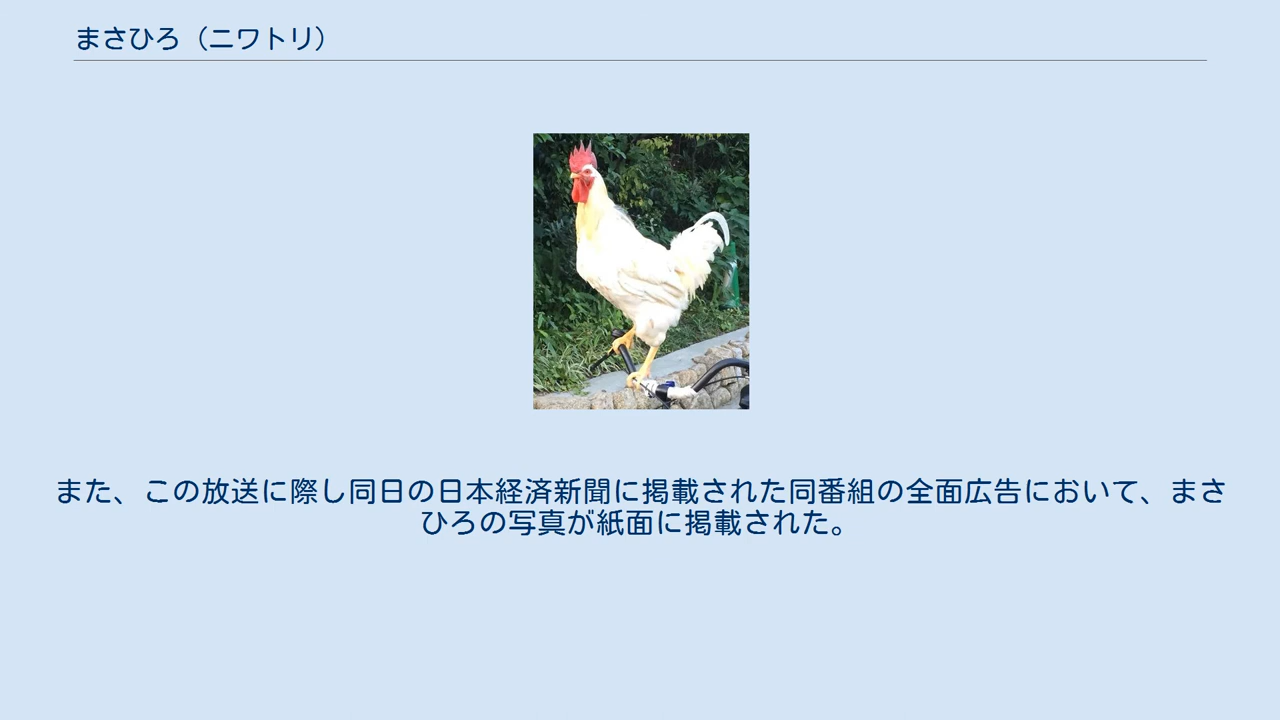 まさひろ（ニワトリ）
また、この放送に際し同日の日本経済新聞に掲載された同番組の全面広告において、まさ
ひろの写真が紙面に掲載された。